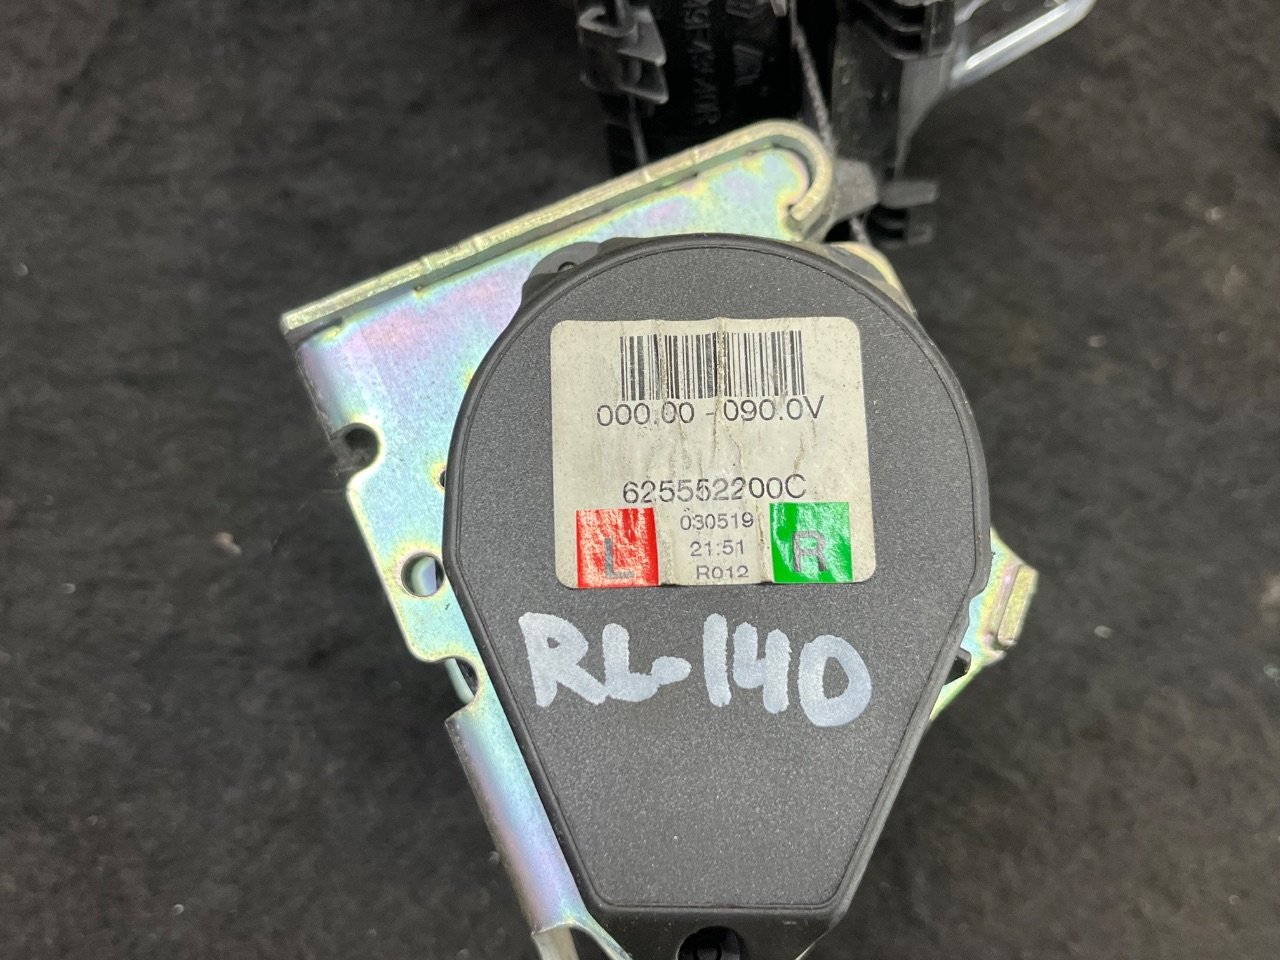 000.00 - 090.0V
625552200C
030519
L
21:51
R
R012
RL-140